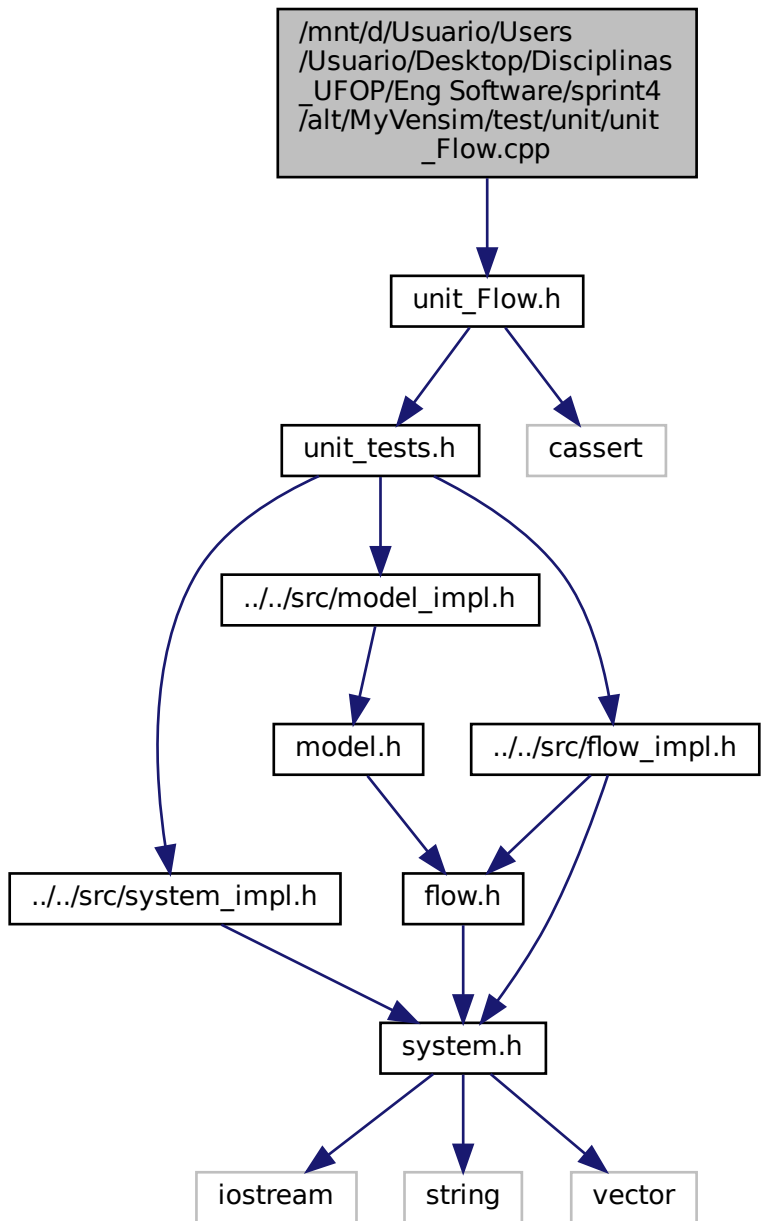 /mnt/d/Usuario/Users
/Usuario/Desktop/Disciplinas
_UFOP/Eng Software/sprint4
/alt/MyVensim/test/unit/unit
_Flow.cpp
unit_Flow.h
unit_tests.h
cassert
../../src/model_impl.h
model.h
../../src/flow_impl.h
../../src/system_impl.h
flow.h
system.h
iostream
string
vector